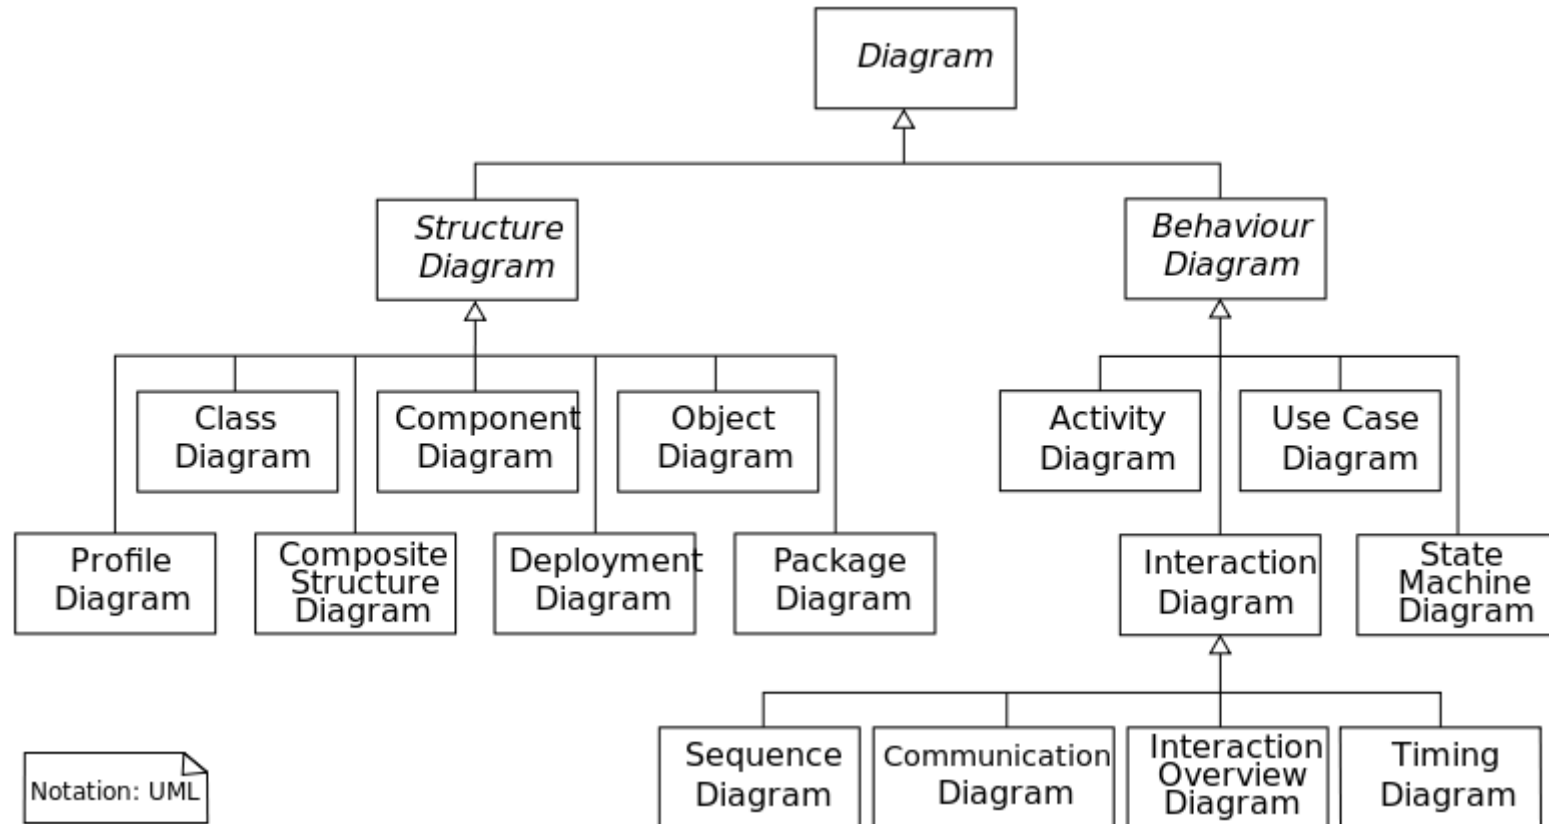 Diagram
Structure
Diagram
Behaviour
Diagram
Class
Diagram
Component
Diagram
Object
Diagram
Activity
Diagram
Use Case
Diagram
Profile
Diagram
Composite
Structure
Diagram
Deployment
Diagram
Package
Diagram
Interaction
Diagram
State
Machine
Diagram
Sequence
Diagram
Communication
Diagram
Interaction
Overview
Diagram
Timing
Diagram
Notation: UML